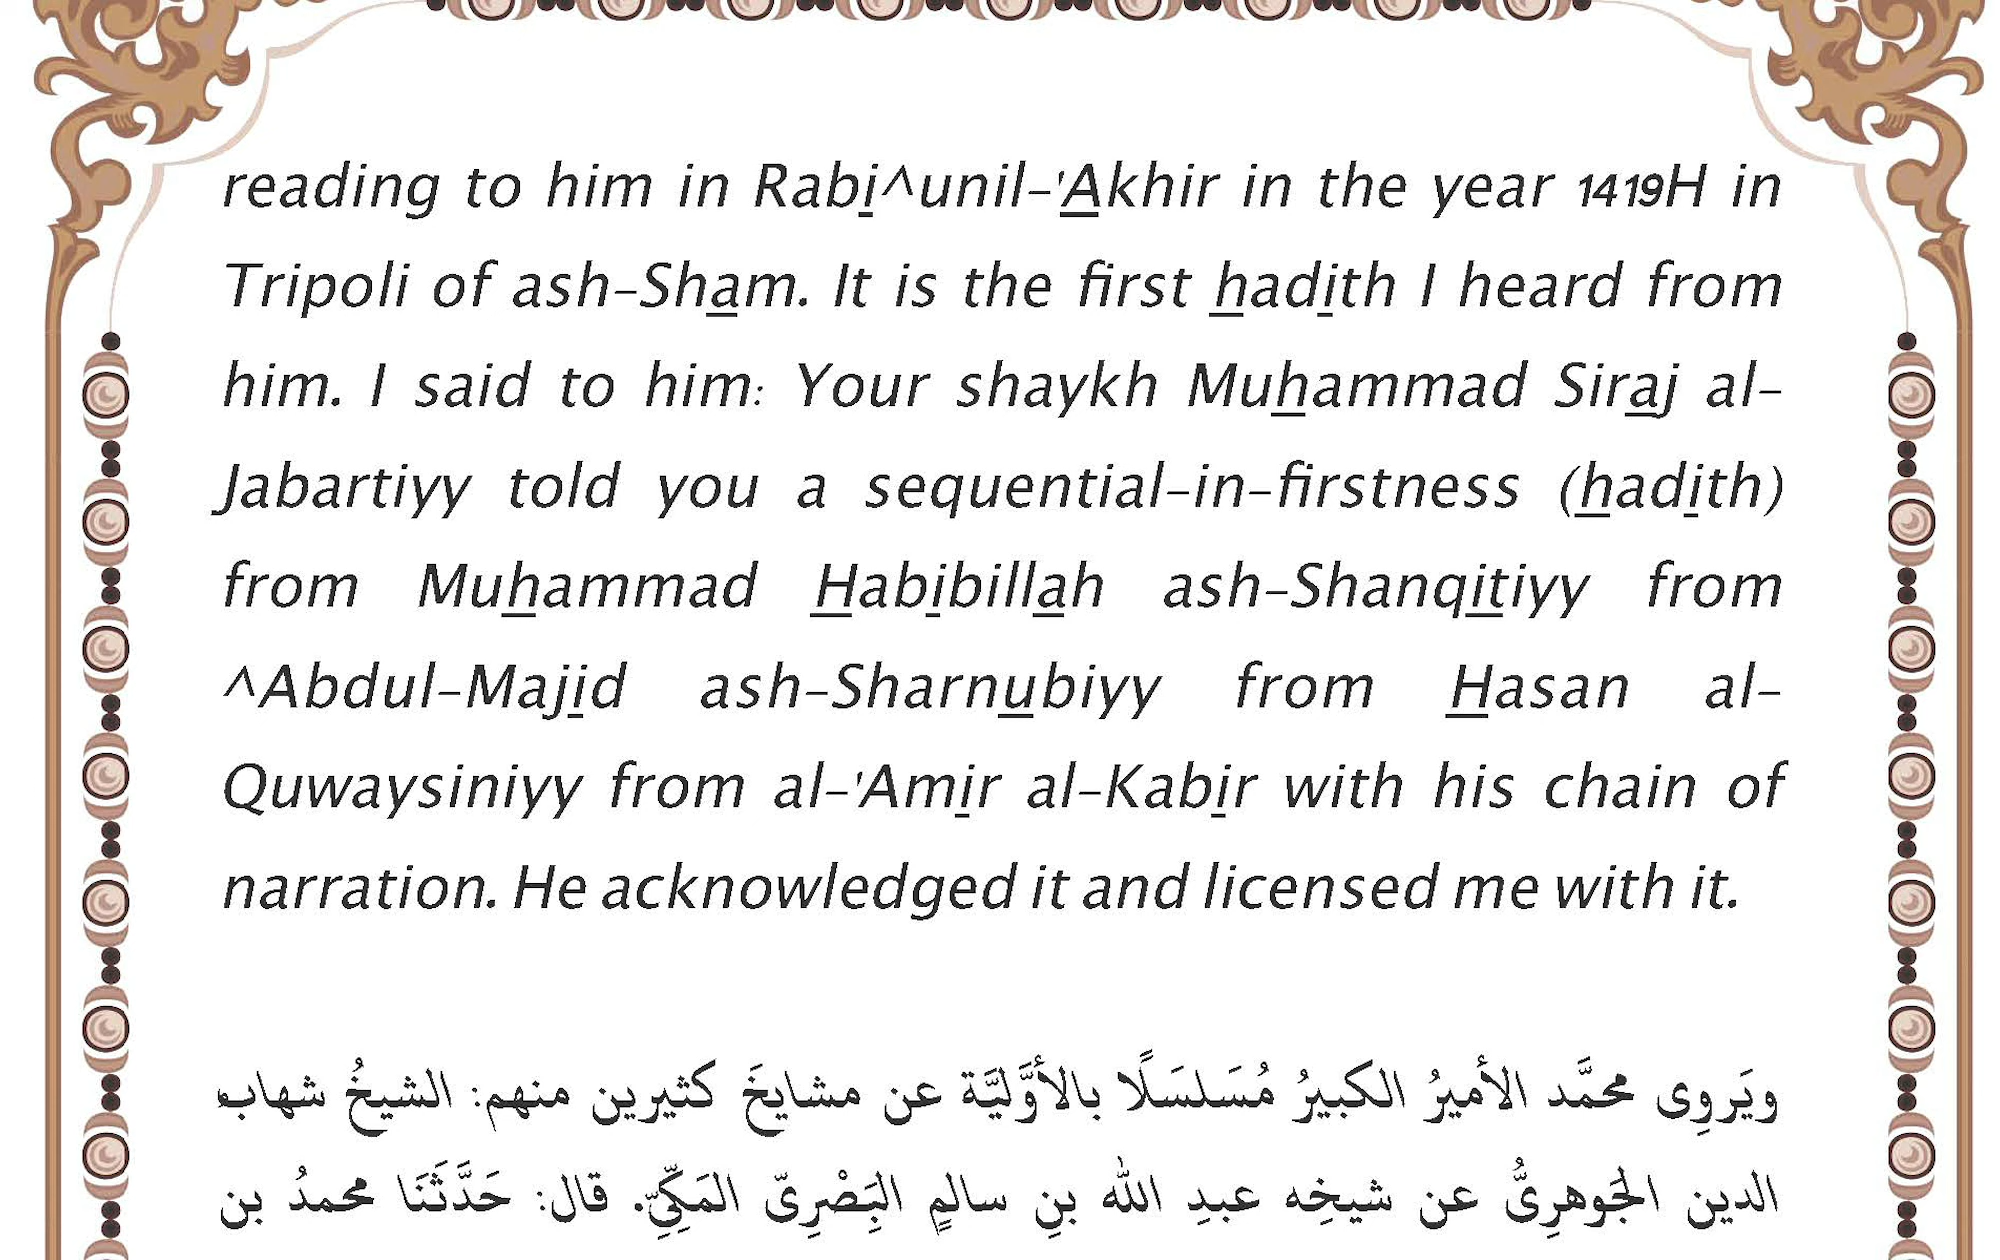 reading to him in Rabi^unil-'Akhir in the year 1419H in
Tripoli of ash-Sham. It is the first hadith I heard from
him. I said to him: Your shaykh Muhammad Siraj al-
Jabartiyy told you a sequential-in-firstness (hadith)
from Muhammad Habibillah ash-Shanqitiyy from
^Abdul-Majid ash-Sharnubiyy from Hasan al-
Quwaysiniyy from al-'Amir al-Kabir with his chain of
narration. He acknowledged it and licensed me with it.
ويَروِى محمَّد الأميرُ الكبيرُ مُسَلسَلًا بالأوَّليَّة عن مشايخَ كثيرين منهم: الشيخُ شهاب
الدين الجَوهرِىُّ عن شيخِه عبدِ الله بنِ سالمٍ البَِصْرِىّ المَكِّىّ. قال: حَدَّثَنَا محمدُ بن